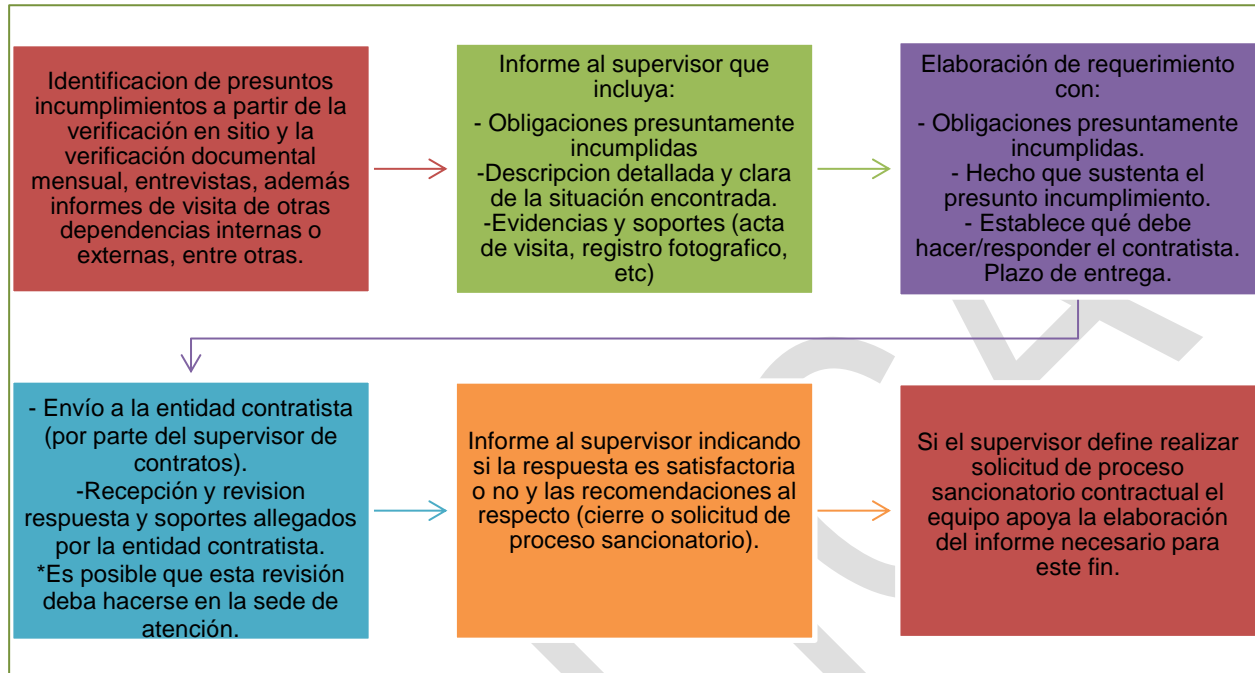 Identificacion de presuntos
incumplimientos a partir de la
verificación en sitio y la
verificación documental
mensual, entrevistas, además
informes de visita de otras
dependencias internas o
externas, entre otras.
Informe al supervisor que
incluya:
- Obligaciones presuntamente
incumplidas
-Descripcion detallada y clara
de la situación encontrada.
-Evidencias y soportes (acta
de visita, registro fotografico,
etc)
Elaboración de requerimiento
con:
- Obligaciones presuntamente
incumplidas.
- Hecho que sustenta el
presunto incumplimiento.
- Establece qué debe
hacer/responder el contratista.
Plazo de entrega.
- Envío a la entidad contratista
(por parte del supervisor de
contratos).
-Recepción y revision
respuesta y soportes allegados
por la entidad contratista.
*Es posible que esta revisión
deba hacerse en la sede de
atención.
Informe al supervisor indicando
si la respuesta es satisfactoria
o no y las recomendaciones al
respecto (cierre o solicitud de
proceso sancionatorio).
Si el supervisor define realizar
solicitud de proceso
sancionatorio contractual el
equipo apoya la elaboración
del informe necesario para
este fin.